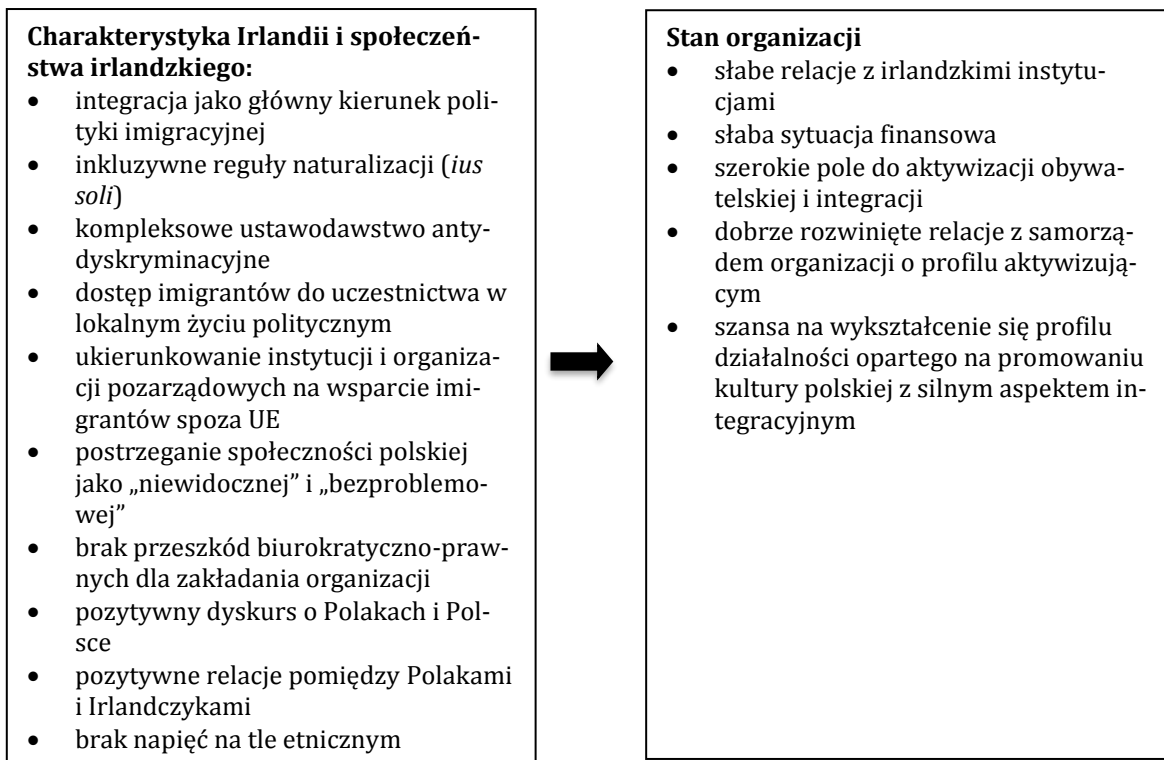 Charakterystyka Irlandii i społeczeń-
stwa irlandzkiego:
• integracja jako główny kierunek poli-
tyki imigracyjnej
• inkluzywne reguły naturalizacji (ius
soli)
• kompleksowe ustawodawstwo anty-
dyskryminacyjne
• dostęp imigrantów do uczestnictwa w
lokalnym życiu politycznym
• ukierunkowanie instytucji i organiza-
cji pozarządowych na wsparcie imi-
grantów spoza UE
• postrzeganie społeczności polskiej
jako „niewidocznej” i „bezproblemo-
wej”
• brak przeszkód biurokratyczno-praw-
nych dla zakładania organizacji
• pozytywny dyskurs o Polakach i Pol-
sce
• pozytywne relacje pomiędzy Polakami
i Irlandczykami
• brak napięć na tle etnicznym
Stan organizacji
• słabe relacje z irlandzkimi instytu-
cjami
• słaba sytuacja finansowa
• szerokie pole do aktywizacji obywa-
telskiej i integracji
• dobrze rozwinięte relacje z samorzą-
dem organizacji o profilu aktywizują-
cym
• szansa na wykształcenie się profilu
działalności opartego na promowaniu
kultury polskiej z silnym aspektem in-
tegracyjnym